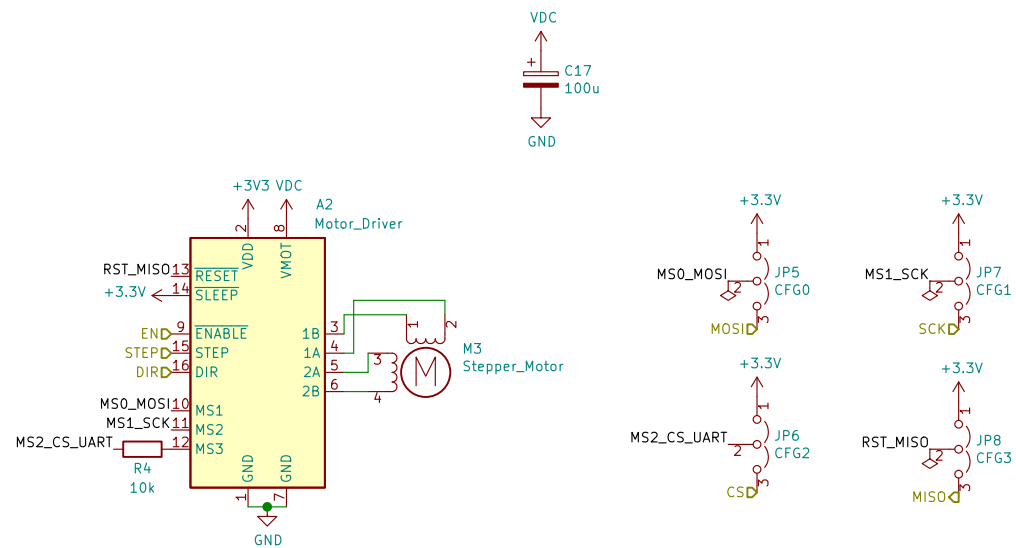 VDC
+
C17
100u
GND
+3V3 VDC
A2
Motor_Driver
2 8
VDD VMOT
RST_MISO 13 RESET
+3.3V 14 SLEEP
EN 9 ENABLE
STEP 15 STEP
DIR 16 DIR
MS0_MOSI 10 MS1
MS1_SCK 11 MS2
MS2_CS_UART 12 MS3
R4
10k
1B 3
1A 4
2A 5
2B 6
1 2
3
4
M
M3
Stepper_Motor
GND GND
1 7
GND
+3.3V
1
MS0_MOSI
2
JP5
CFG0
3
MOSI
+3.3V
1
MS1_SCK
2
JP7
CFG1
3
SCK
+3.3V
1
MS2_CS_UART
2
JP6
CFG2
3
CS
+3.3V
1
RST_MISO
2
JP8
CFG3
3
MISO